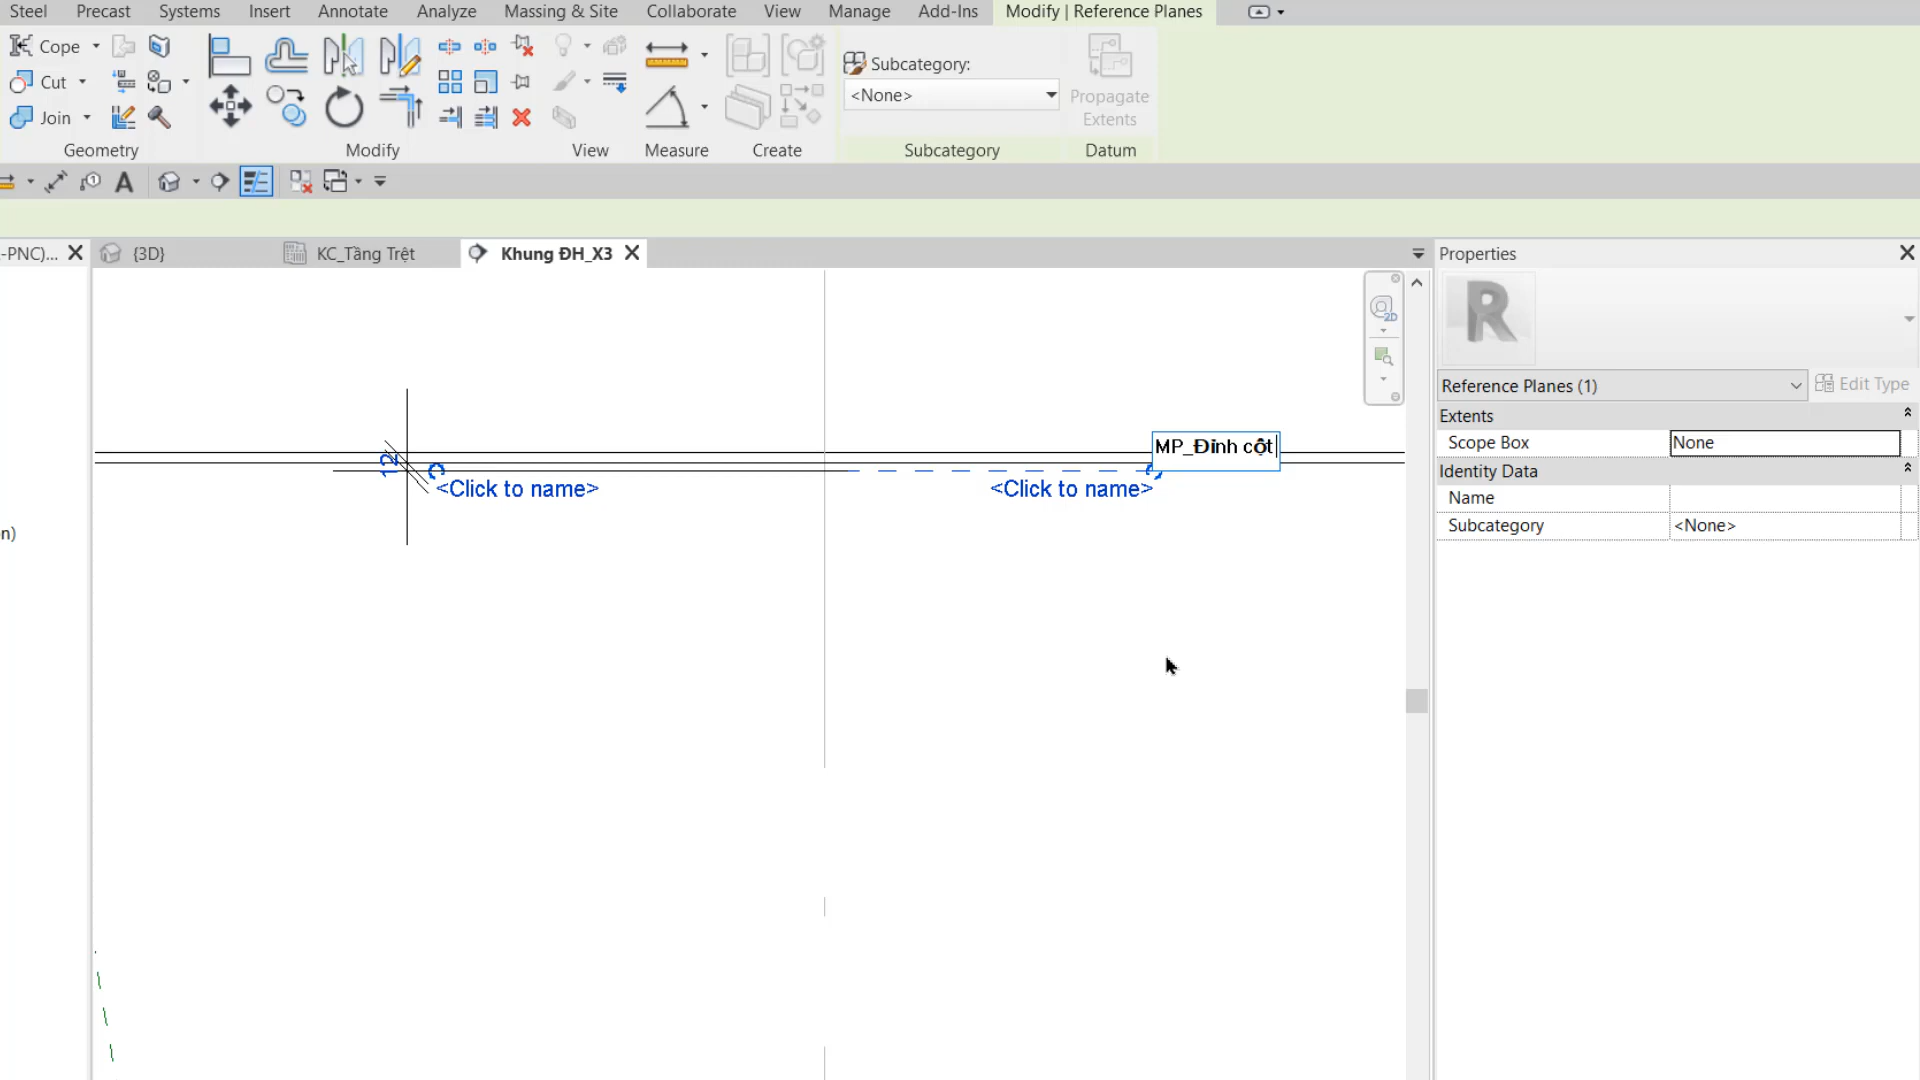 Steel Precast Systems Insert Annotate Analyze Massing & Site Collaborate View Manage Add-Ins Modify | Reference Planes
Cope
Cut
Join
Geometry
Modify
View
Measure
Create
Subcategory:
<None>
Subcategory
Propagate
Extents
Datum
A
-PNC)...
{3D}
KC_Tầng Trệt
Khung ĐH_X3
2D
n)
12
<Click to name>
<Click to name>
MP_Đỉnh cột
Properties
R
Reference Planes (1)
Edit Type
Extents
Scope Box None
Identity Data
Name
Subcategory <None>